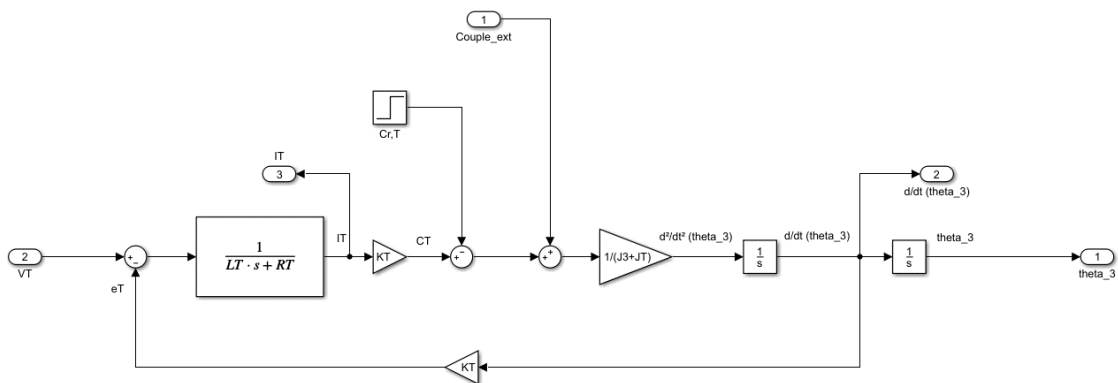 1
Couple_ext
Cr,T
IT
3
2
d/dt (theta_3)
2
VT
+
−
1
LT · s + RT
IT
KT
CT
+
−
+
+
1/(J3+JT)
d²/dt² (theta_3)
1
s
d/dt (theta_3)
1
s
theta_3
1
theta_3
eT
KT